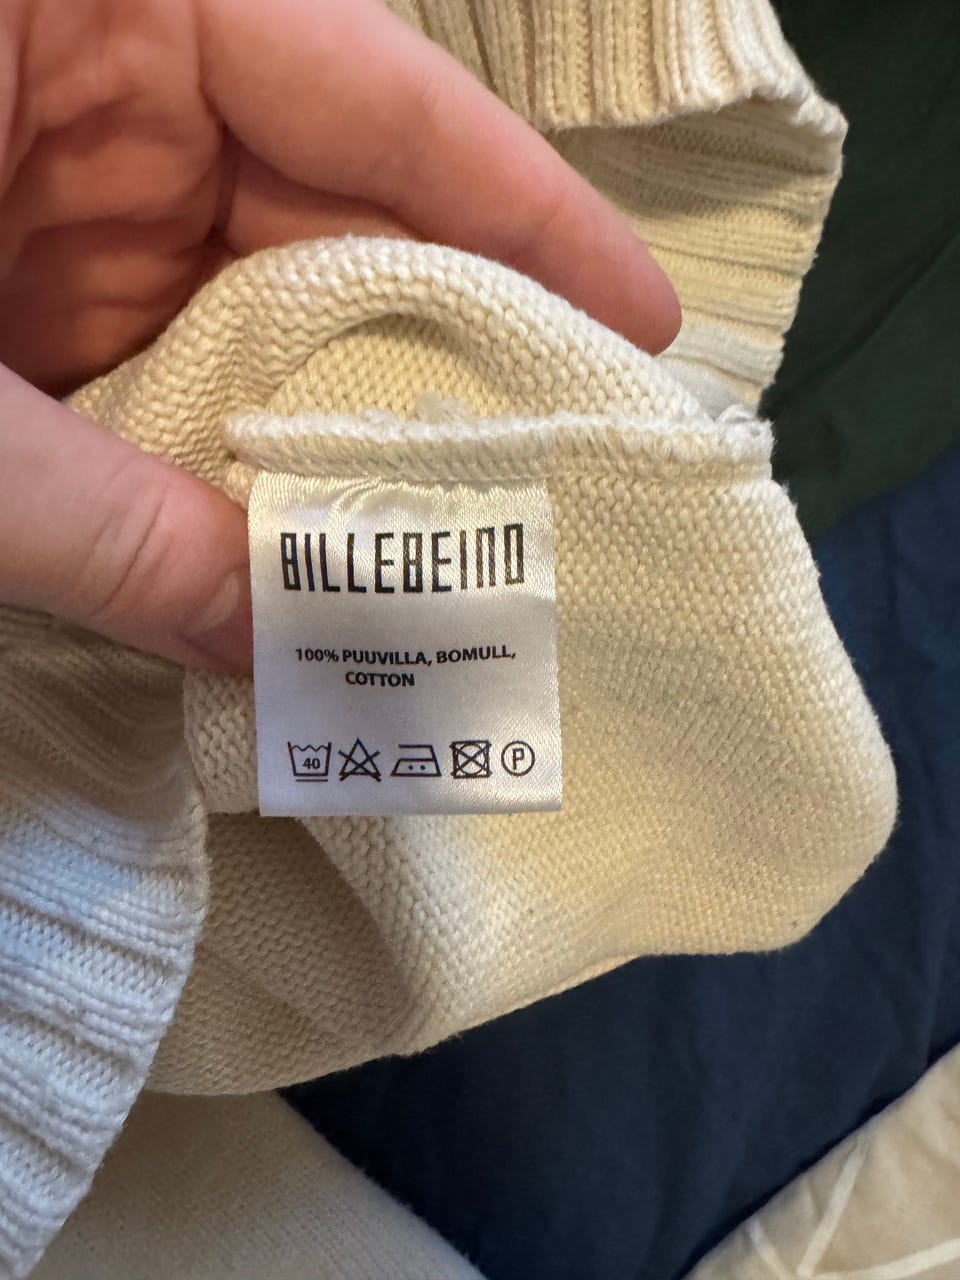 BILLEBEINO
100% PUUVILLA, BOMULL,
COTTON
40 P